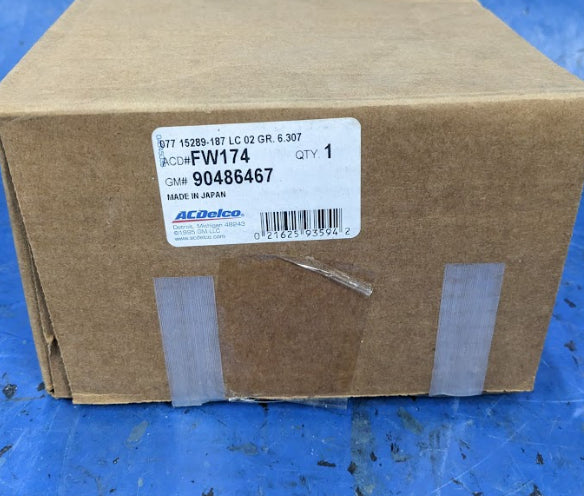 077 15289-187 LC 02 GR. 6.307
ACD# FW174 QTY. 1
GM# 90486467
MADE IN JAPAN
ACDelco
Detroit, Michigan 48243
©1995 GM LLC
www.acdelco.com
0 21625 93594 2